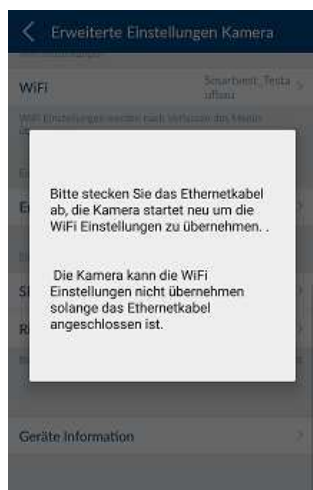 Erweiterte Einstellungen Kamera
WiFi
Bitte stecken Sie das Ethernetkabel
ab, die Kamera startet neu um die
WiFi Einstellungen zu übernehmen. .
Die Kamera kann die WiFi
Einstellungen nicht übernehmen
solange das Ethernetkabel
angeschlossen ist.
Geräte Information